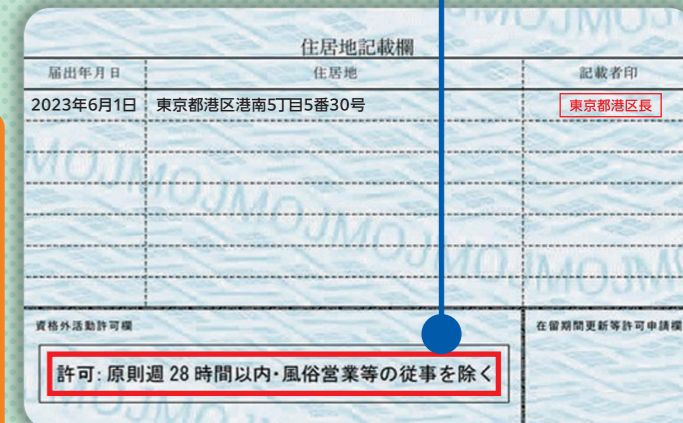 住居地記載欄
届出年月日 住居地 記載者印
2023年6月1日 東京都港区港南5丁目5番30号 東京都港区長
MOJMOJMOJMOJMOJMOJ
資格外活動許可欄 在留期間更新等許可申請欄
許可: 原則週 28 時間以内・風俗営業等の従事を除く